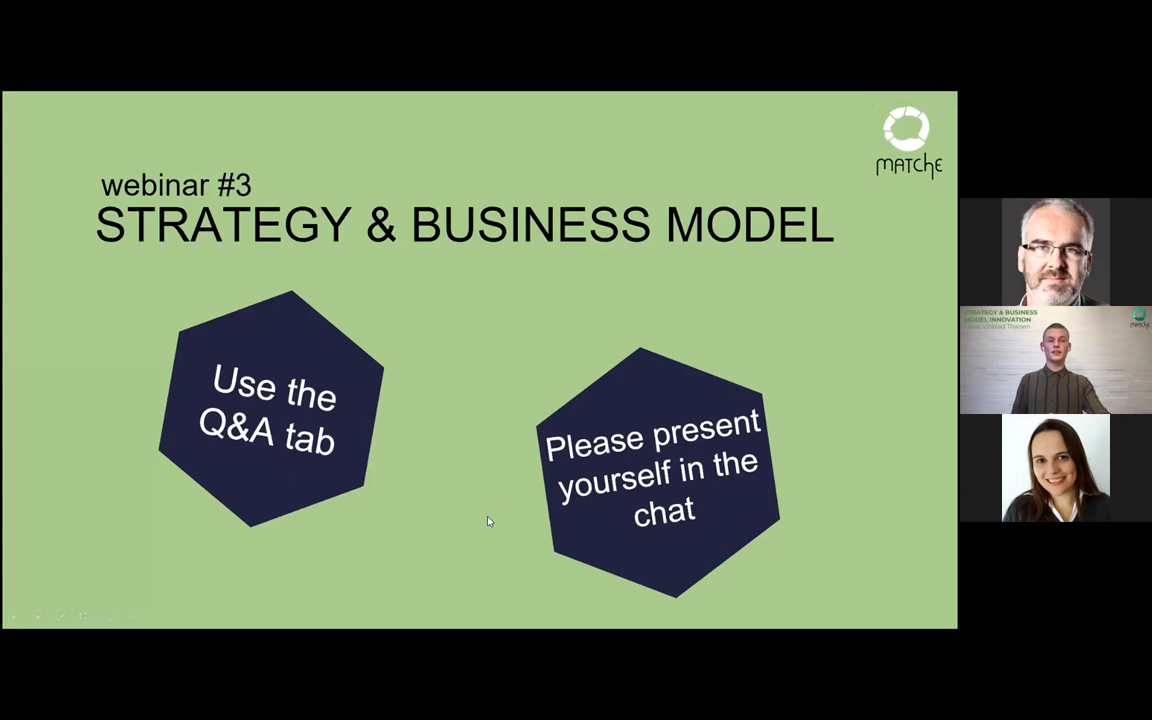 MATCHE
webinar #3
STRATEGY & BUSINESS MODEL
Use the
Q&A tab
Please present
yourself in the
chat
STRATEGY & BUSINESS
MODEL INNOVATION